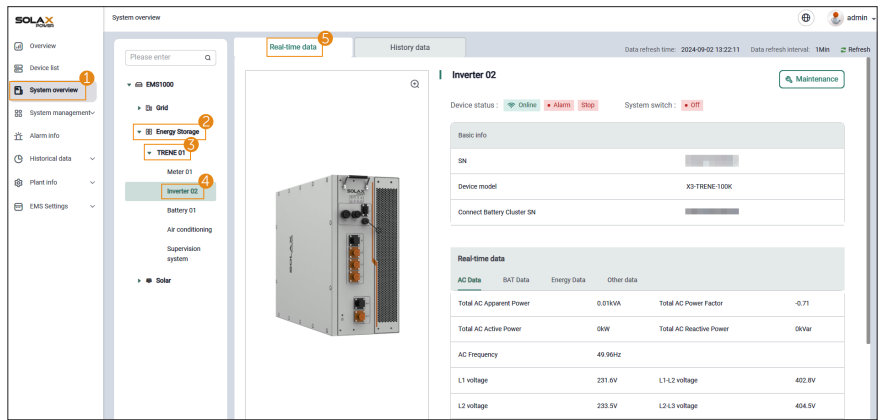 SOLAX
POWER
System overview
admin
Overview
Device list
System overview
System management
Alarm info
Historical data
Plant info
EMS Settings
1
Please enter
EMS1000
Grid
Energy Storage
2
TRENE 01
3
Meter 01
Inverter 02
4
Battery 01
Air conditioning
Supervision
system
Solar
Real-time data
5
History data
Data refresh time: 2024-09-02 13:22:11 Data refresh interval: 1Min Refresh
SOLAX
SOLAX
Inverter 02
Maintenance
Device status : Online Alarm Stop System switch : Off
Basic info
SN
Device model X3-TRENE-100K
Connect Battery Cluster SN
Real-time data
AC Data BAT Data Energy Data Other data
Total AC Apparent Power 0.01kVA Total AC Power Factor -0.71
Total AC Active Power 0kW Total AC Reactive Power 0kVar
AC Frequency 49.96Hz
L1 voltage 231.6V L1-L2 voltage 402.8V
L2 voltage 233.5V L2-L3 voltage 404.5V